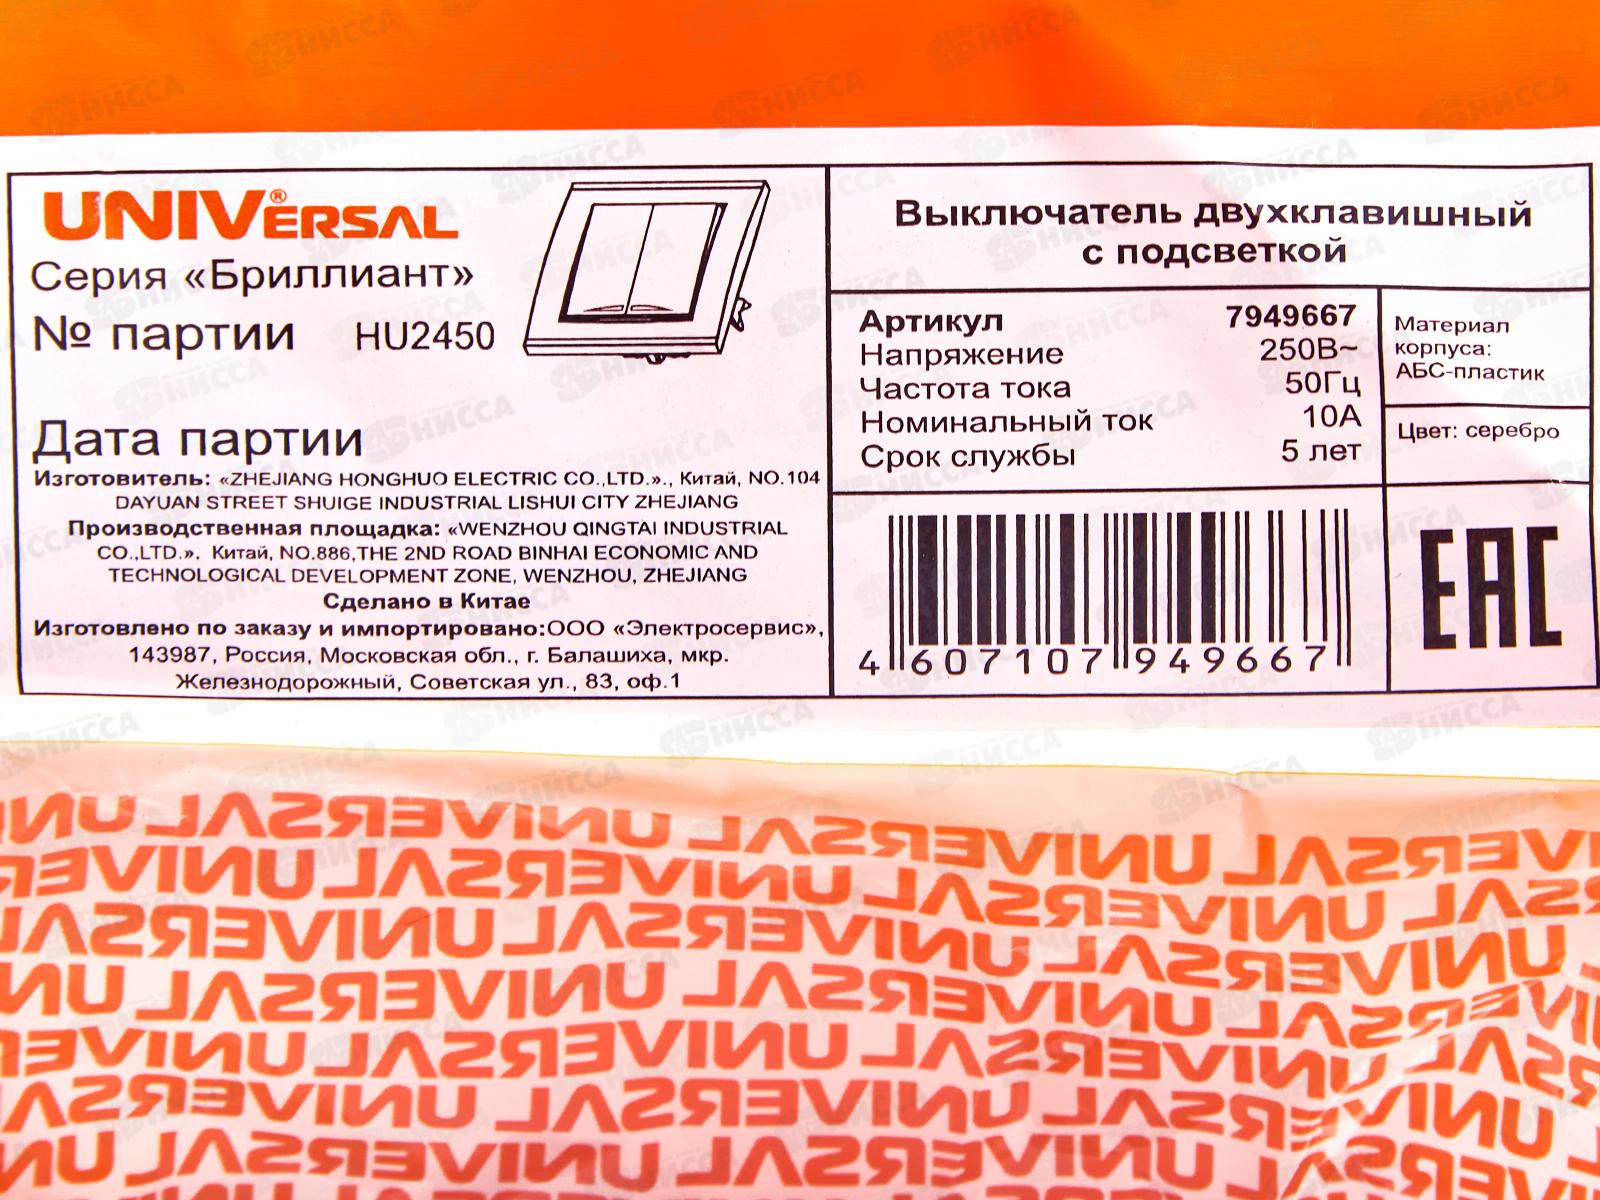 UNIVERSAL®
Серия «Бриллиант»
№ партии HU2450
Дата партии
Изготовитель: «ZHEJIANG HONGHUO ELECTRIC CO.,LTD.»., Китай, NO.104
DAYUAN STREET SHUIGE INDUSTRIAL LISHUI CITY ZHEJIANG
Производственная площадка: «WENZHOU QINGTAI INDUSTRIAL
CO.,LTD.». Китай, NO.886,THE 2ND ROAD BINHAI ECONOMIC AND
TECHNOLOGICAL DEVELOPMENT ZONE, WENZHOU, ZHEJIANG
Сделано в Китае
Изготовлено по заказу и импортировано:ООО «Электросервис»,
143987, Россия, Московская обл., г. Балашиха, мкр.
Железнодорожный, Советская ул., 83, оф.1
Выключатель двухклавишный
с подсветкой
Артикул 7949667
Напряжение 250В~
Частота тока 50Гц
Номинальный ток 10А
Срок службы 5 лет
Материал
корпуса:
АБС-пластик
Цвет: серебро
4 607107 949667
EAC
UNIVERSAL UNIVERSAL UNIVERSAL
НИССА